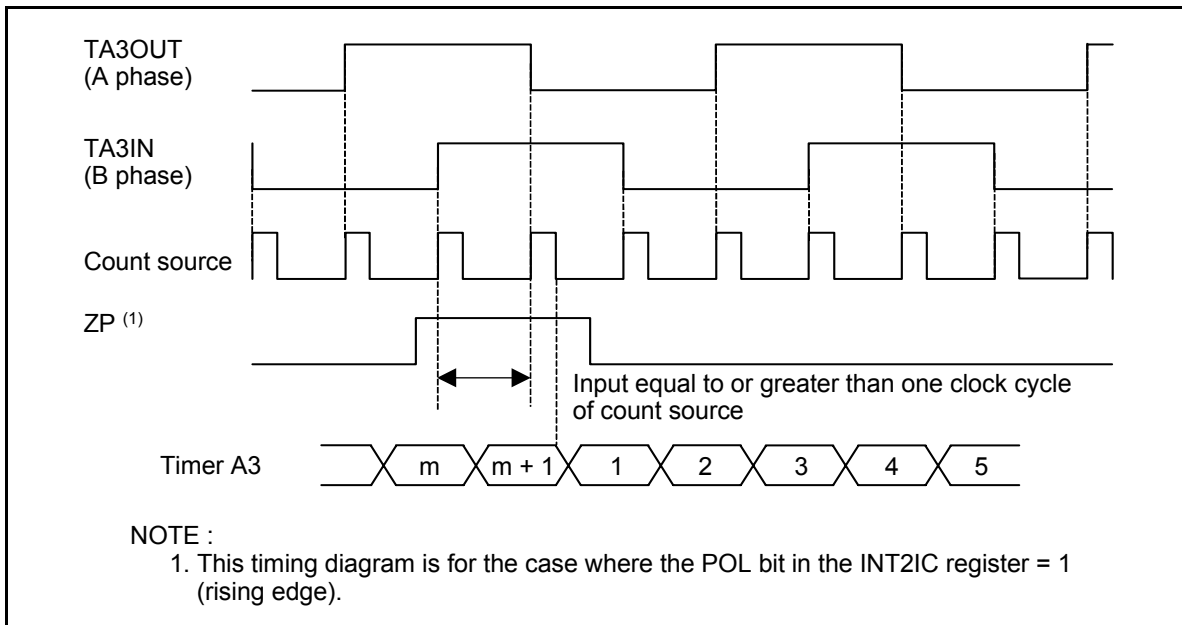 TA3OUT
(A phase)
TA3IN
(B phase)
Count source
ZP (1)
Input equal to or greater than one clock cycle
of count source
Timer A3 m m + 1 1 2 3 4 5
NOTE :
1. This timing diagram is for the case where the POL bit in the INT2IC register = 1
(rising edge).